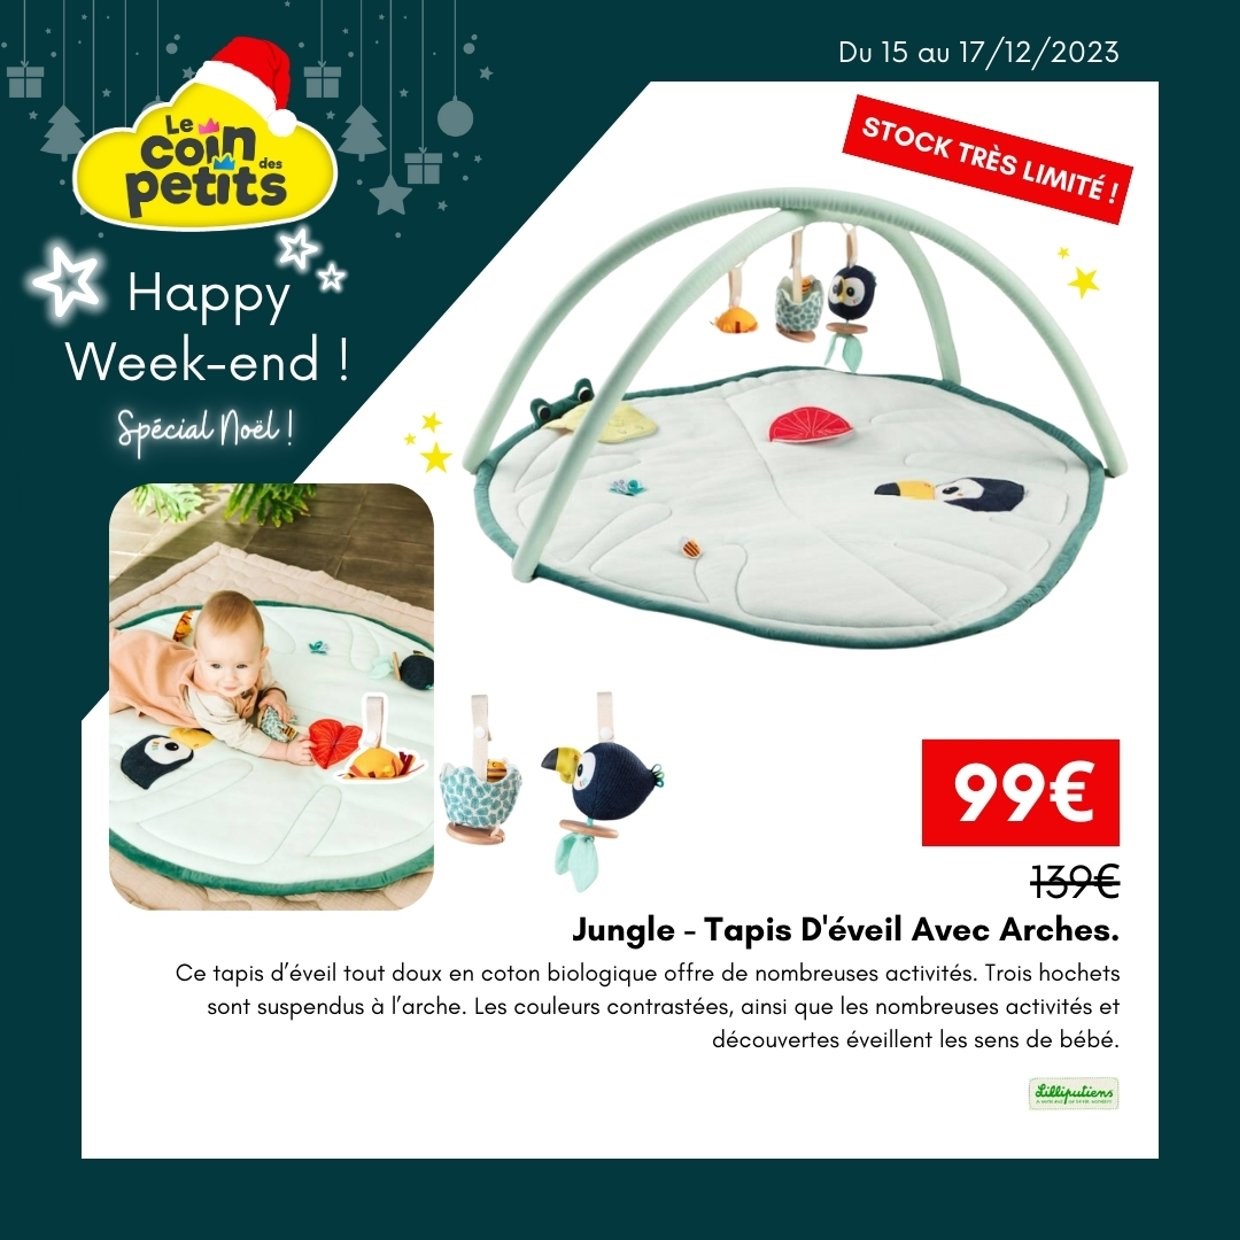 Du 15 au 17/12/2023
Le
coin
des
petits
STOCK TRÈS LIMITÉ !
Happy
Week-end !
Spécial Noël !
99€
139€
Jungle - Tapis D'éveil Avec Arches.
Ce tapis d’éveil tout doux en coton biologique offre de nombreuses activités. Trois hochets
sont suspendus à l’arche. Les couleurs contrastées, ainsi que les nombreuses activités et
découvertes éveillent les sens de bébé.
Lilliputiens